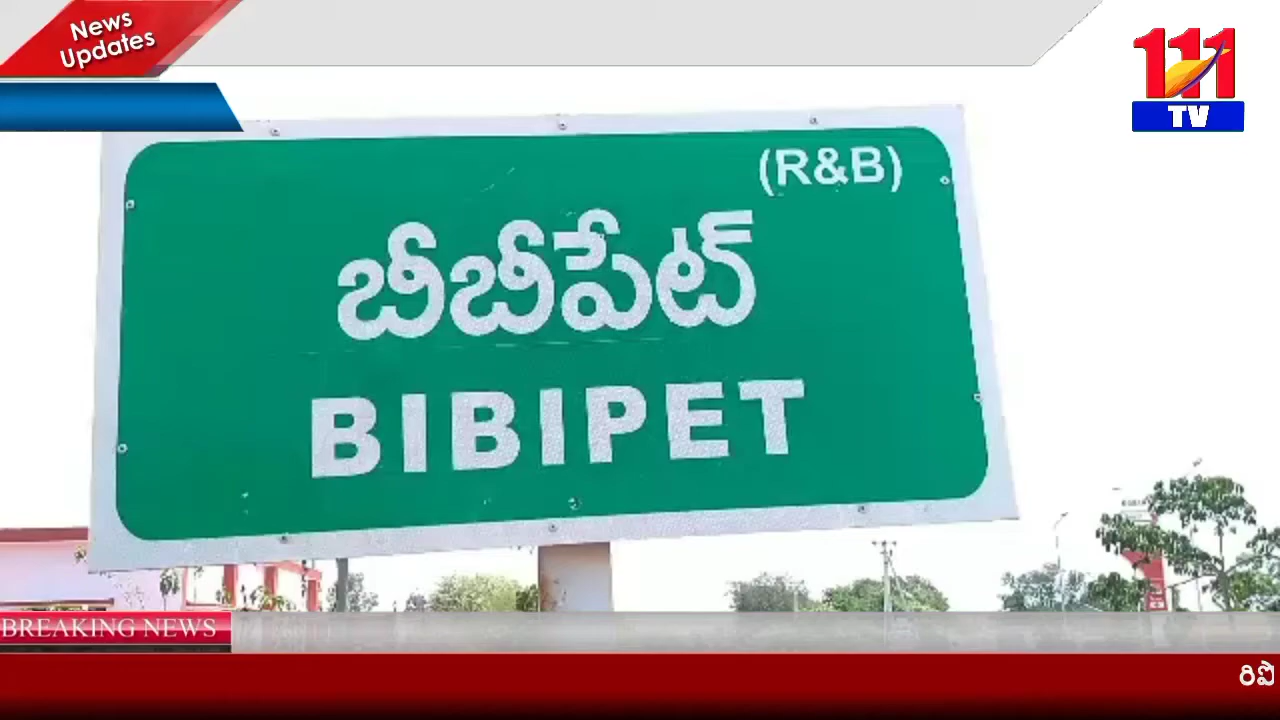 News
Updates
111
TV
(R&B)
బీబీపేట్
BIBIPET
BREAKING NEWS